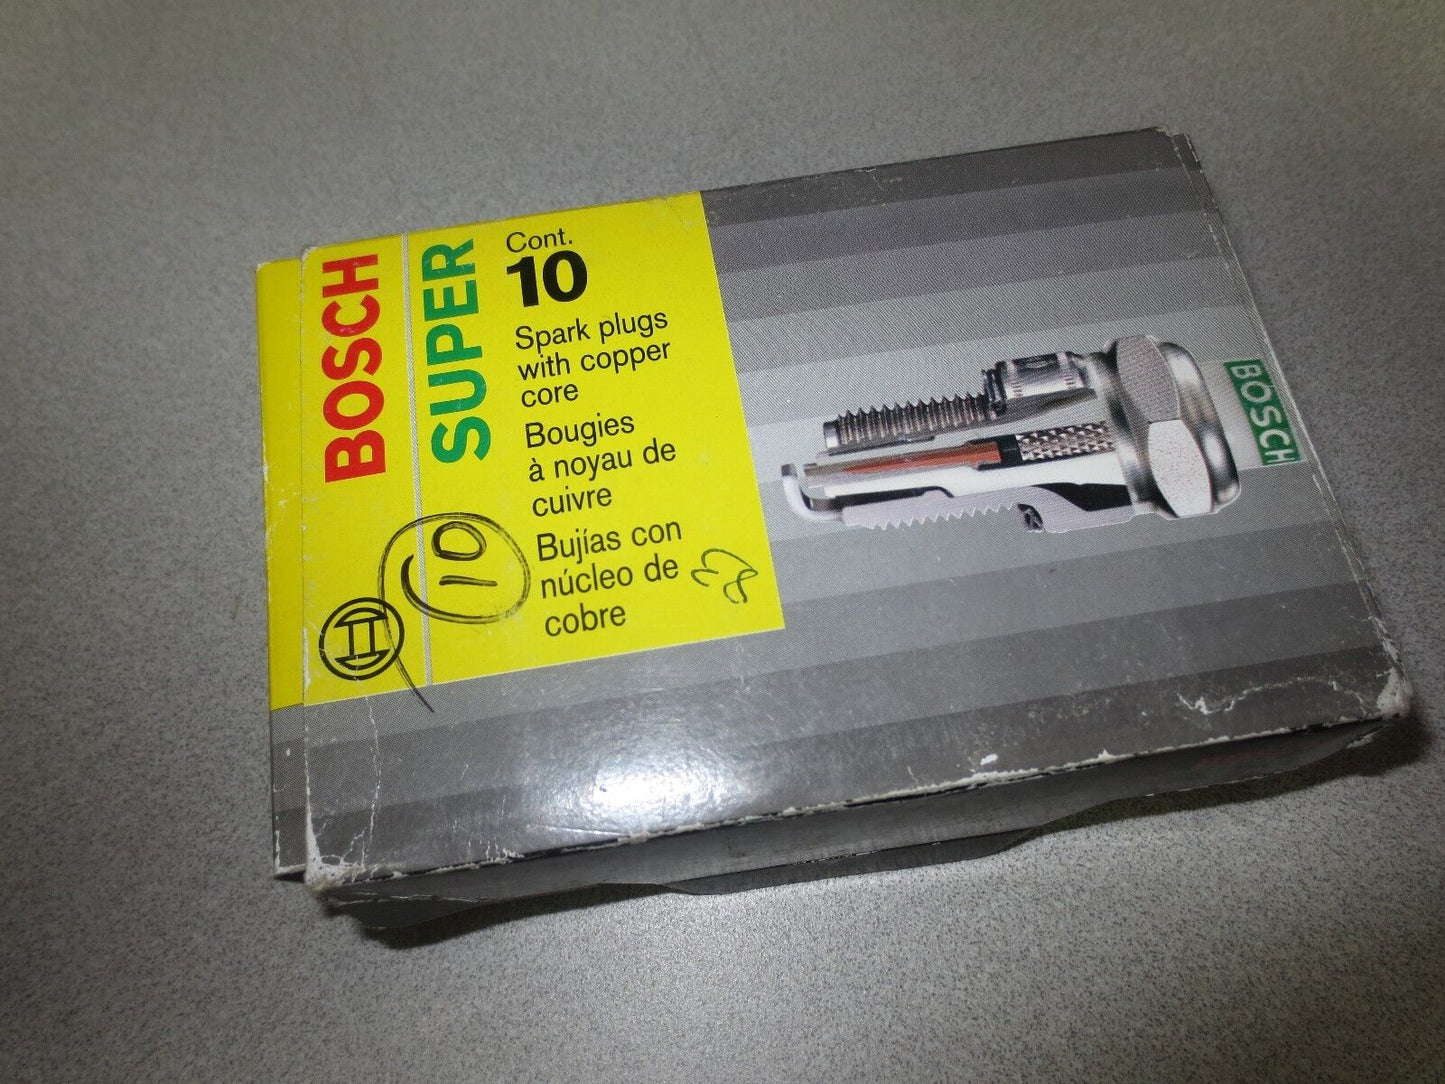 BOSCH
SUPER
Cont.
10
Spark plugs
with copper
core
Bougies
à noyau de
cuivre
Bujías con
núcleo de
cobre
10
BOSCH